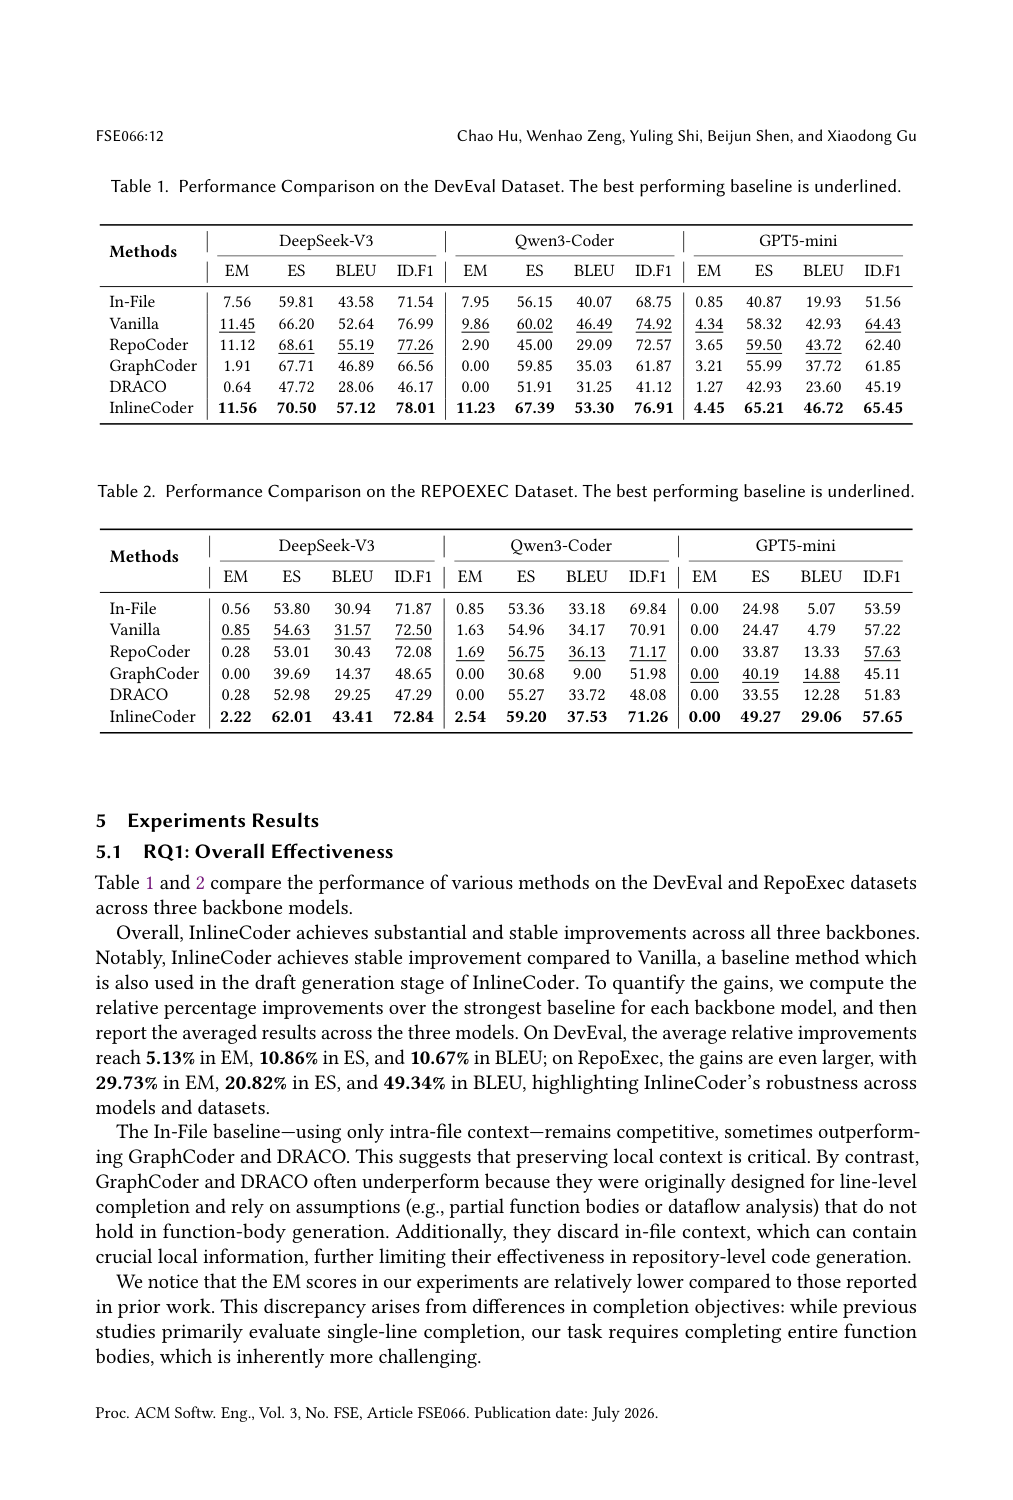 FSE066:12 Chao Hu, Wenhao Zeng, Yuling Shi, Beijun Shen, and Xiaodong Gu
Table 1. Performance Comparison on the DevEval Dataset. The best performing baseline is underlined.
Methods DeepSeek-V3 Qwen3-Coder GPT5-mini
EM ES BLEU ID.F1 EM ES BLEU ID.F1 EM ES BLEU ID.F1
In-File 7.56 59.81 43.58 71.54 7.95 56.15 40.07 68.75 0.85 40.87 19.93 51.56
Vanilla 11.45 66.20 52.64 76.99 9.86 60.02 46.49 74.92 4.34 58.32 42.93 64.43
RepoCoder 11.12 68.61 55.19 77.26 2.90 45.00 29.09 72.57 3.65 59.50 43.72 62.40
GraphCoder 1.91 67.71 46.89 66.56 0.00 59.85 35.03 61.87 3.21 55.99 37.72 61.85
DRACO 0.64 47.72 28.06 46.17 0.00 51.91 31.25 41.12 1.27 42.93 23.60 45.19
InlineCoder 11.56 70.50 57.12 78.01 11.23 67.39 53.30 76.91 4.45 65.21 46.72 65.45
Table 2. Performance Comparison on the REPOEXEC Dataset. The best performing baseline is underlined.
Methods DeepSeek-V3 Qwen3-Coder GPT5-mini
EM ES BLEU ID.F1 EM ES BLEU ID.F1 EM ES BLEU ID.F1
In-File 0.56 53.80 30.94 71.87 0.85 53.36 33.18 69.84 0.00 24.98 5.07 53.59
Vanilla 0.85 54.63 31.57 72.50 1.63 54.96 34.17 70.91 0.00 24.47 4.79 57.22
RepoCoder 0.28 53.01 30.43 72.08 1.69 56.75 36.13 71.17 0.00 33.87 13.33 57.63
GraphCoder 0.00 39.69 14.37 48.65 0.00 30.68 9.00 51.98 0.00 40.19 14.88 45.11
DRACO 0.28 52.98 29.25 47.29 0.00 55.27 33.72 48.08 0.00 33.55 12.28 51.83
InlineCoder 2.22 62.01 43.41 72.84 2.54 59.20 37.53 71.26 0.00 49.27 29.06 57.65
5 Experiments Results
5.1 RQ1: Overall Effectiveness
Table 1 and 2 compare the performance of various methods on the DevEval and RepoExec datasets
across three backbone models.
Overall, InlineCoder achieves substantial and stable improvements across all three backbones.
Notably, InlineCoder achieves stable improvement compared to Vanilla, a baseline method which
is also used in the draft generation stage of InlineCoder. To quantify the gains, we compute the
relative percentage improvements over the strongest baseline for each backbone model, and then
report the averaged results across the three models. On DevEval, the average relative improvements
reach 5.13% in EM, 10.86% in ES, and 10.67% in BLEU; on RepoExec, the gains are even larger, with
29.73% in EM, 20.82% in ES, and 49.34% in BLEU, highlighting InlineCoder's robustness across
models and datasets.
The In-File baseline—using only intra-file context—remains competitive, sometimes outperform-
ing GraphCoder and DRACO. This suggests that preserving local context is critical. By contrast,
GraphCoder and DRACO often underperform because they were originally designed for line-level
completion and rely on assumptions (e.g., partial function bodies or dataflow analysis) that do not
hold in function-body generation. Additionally, they discard in-file context, which can contain
crucial local information, further limiting their effectiveness in repository-level code generation.
We notice that the EM scores in our experiments are relatively lower compared to those reported
in prior work. This discrepancy arises from differences in completion objectives: while previous
studies primarily evaluate single-line completion, our task requires completing entire function
bodies, which is inherently more challenging.
Proc. ACM Softw. Eng., Vol. 3, No. FSE, Article FSE066. Publication date: July 2026.